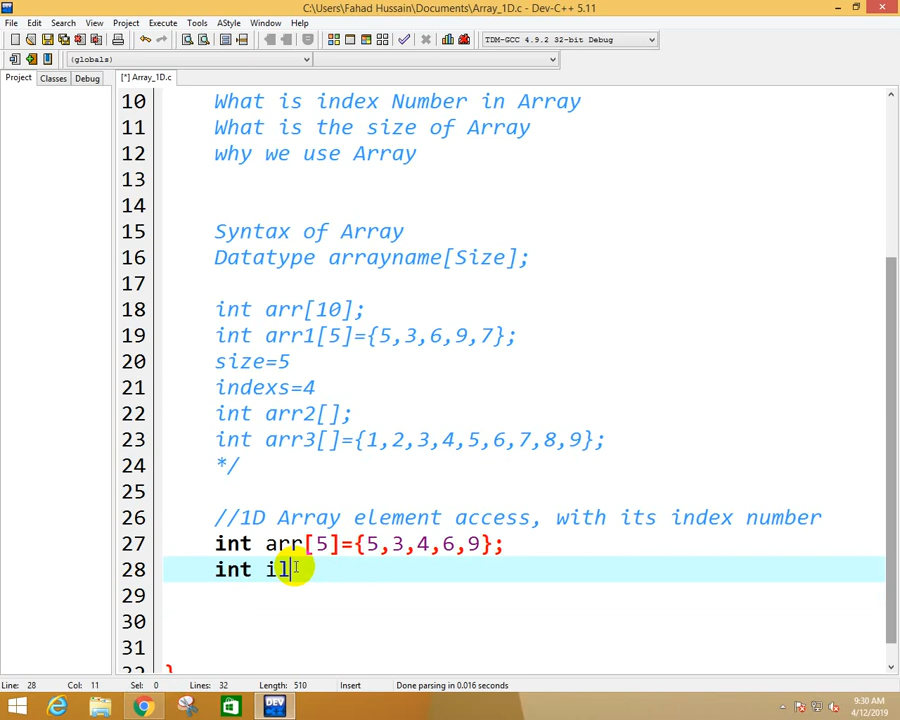 C:\Users\Fahad Hussain\Documents\Array_1D.c - Dev-C++ 5.11
File Edit Search View Project Execute Tools AStyle Window Help
TDM-GCC 4.9.2 32-bit Debug
(globals)
Project Classes Debug
[*] Array_1D.c
10 What is index Number in Array
11 What is the size of Array
12 why we use Array
13
14
15 Syntax of Array
16 Datatype arrayname[Size];
17
18 int arr[10];
19 int arr1[5]={5,3,6,9,7};
20 size=5
21 indexs=4
22 int arr2[];
23 int arr3[]={1,2,3,4,5,6,7,8,9};
24 */
25
26 //1D Array element access, with its index number
27 int arr[5]={5,3,4,6,9};
28 int il
29
30
31
32 }
Line: 28 Col: 11 Sel: 0 Lines: 32 Length: 510 Insert Done parsing in 0.016 seconds
DEV
9:30 AM
4/12/2019